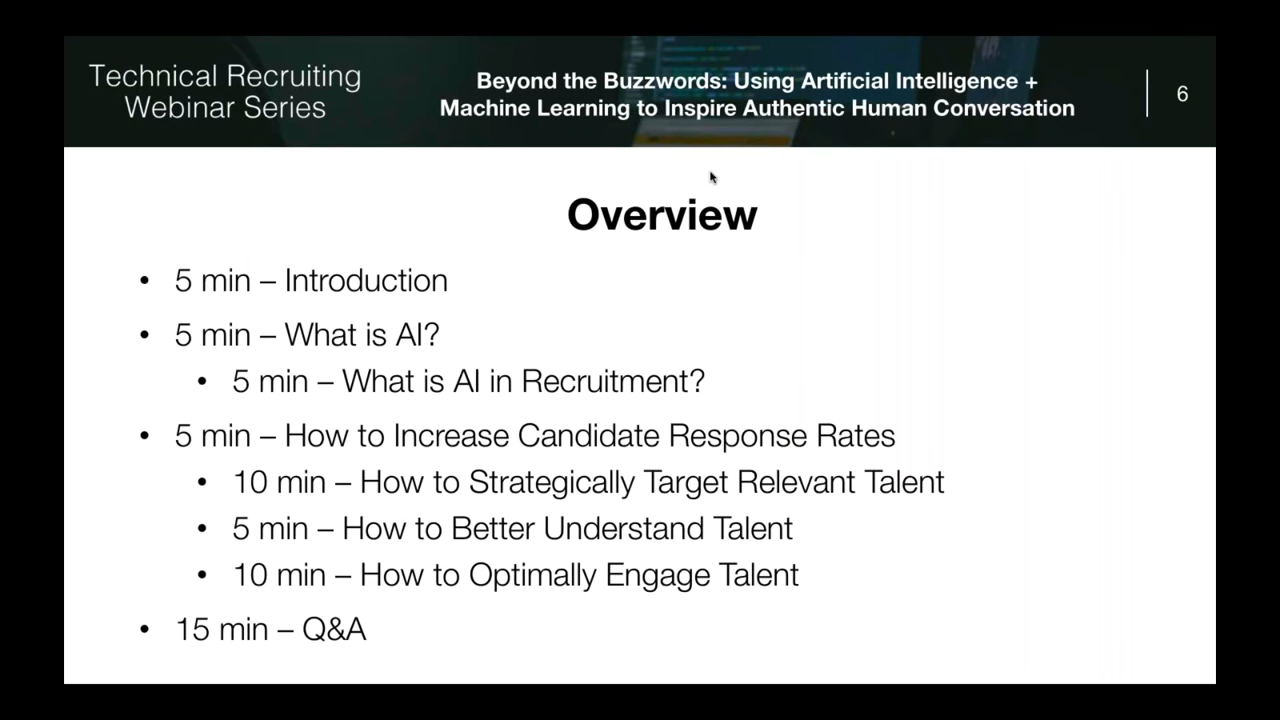 Technical Recruiting
Webinar Series
Beyond the Buzzwords: Using Artificial Intelligence +
Machine Learning to Inspire Authentic Human Conversation
6
Overview
• 5 min – Introduction
• 5 min – What is AI?
• 5 min – What is AI in Recruitment?
• 5 min – How to Increase Candidate Response Rates
• 10 min – How to Strategically Target Relevant Talent
• 5 min – How to Better Understand Talent
• 10 min – How to Optimally Engage Talent
• 15 min – Q&A